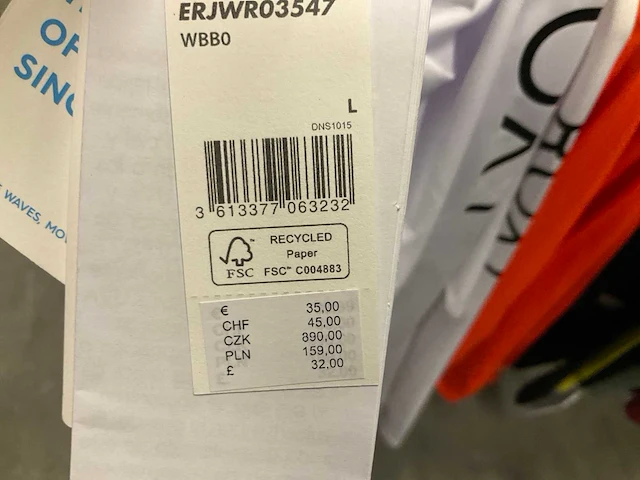 ERJWR03547
WBB0
L
DNS1015
3 613377 063232
RECYCLED
Paper
FSC™ C004883
FSC
€ 35,00
CHF 45,00
CZK 890,00
PLN 159,00
£ 32,00
OF
WAVES, MO